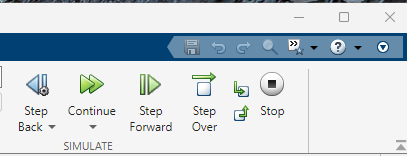 Step Back
Continue
Step Forward
Step Over
Stop
SIMULATE